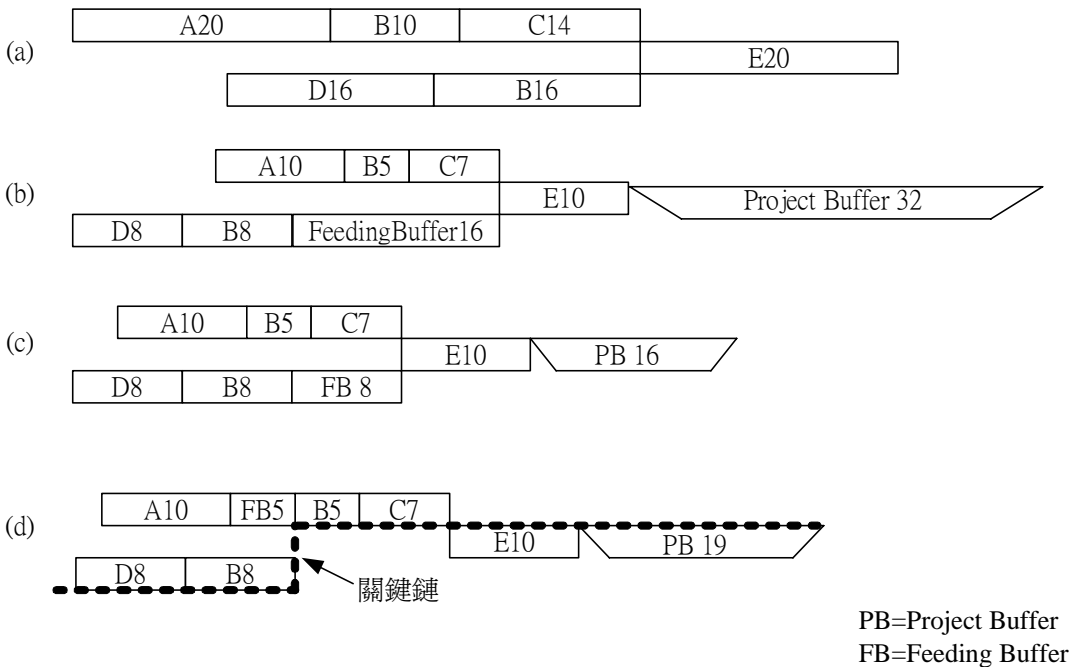 (a)
A20 B10 C14
E20
D16 B16
(b)
A10 B5 C7
E10 Project Buffer 32
D8 B8 FeedingBuffer16
(c)
A10 B5 C7
E10 PB 16
D8 B8 FB 8
(d)
A10 FB5 B5 C7
E10 PB 19
D8 B8
關鍵鏈
PB=Project Buffer
FB=Feeding Buffer